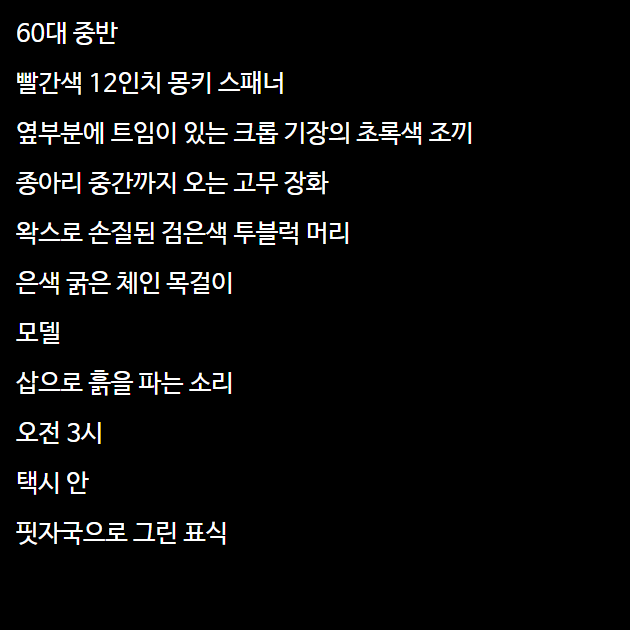 60대 중반
빨간색 12인치 몽키 스패너
옆부분에 트임이 있는 크롭 기장의 초록색 조끼
종아리 중간까지 오는 고무 장화
왁스로 손질된 검은색 투블럭 머리
은색 굵은 체인 목걸이
모델
삽으로 흙을 파는 소리
오전 3시
택시 안
핏자국으로 그린 표식